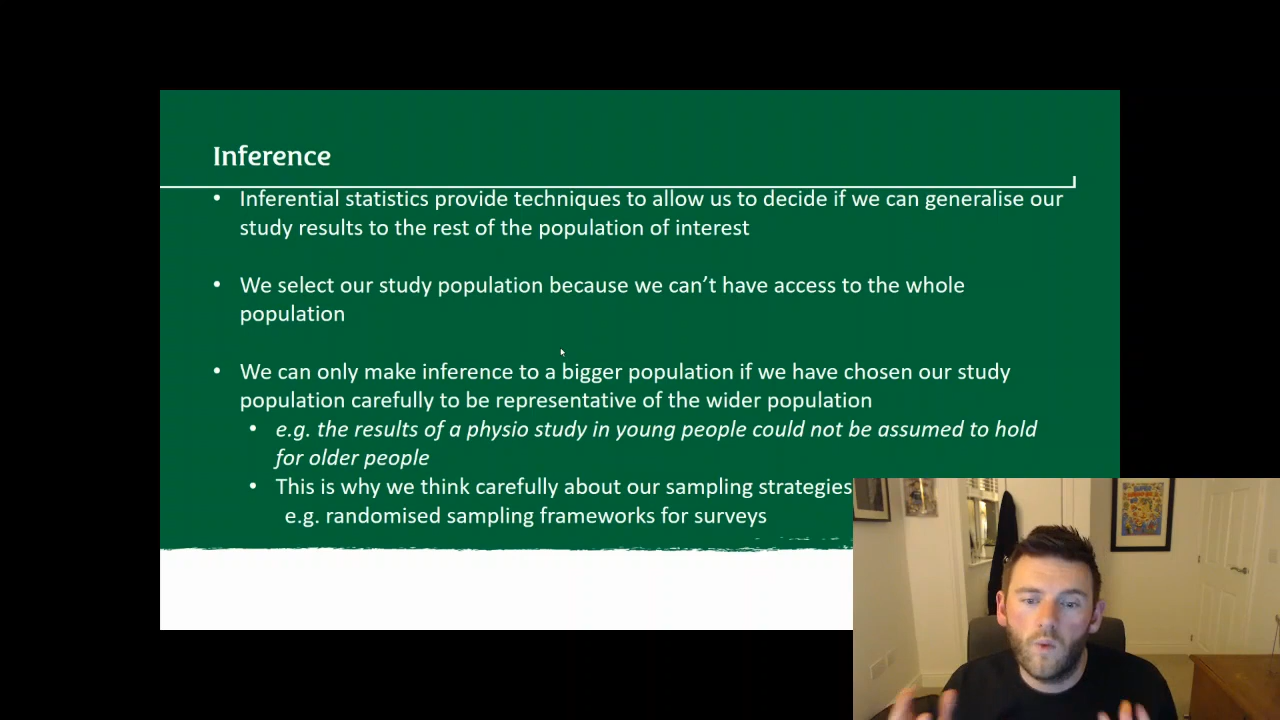 Inference
• Inferential statistics provide techniques to allow us to decide if we can generalise our
study results to the rest of the population of interest
• We select our study population because we can’t have access to the whole
population
• We can only make inference to a bigger population if we have chosen our study
population carefully to be representative of the wider population
• e.g. the results of a physio study in young people could not be assumed to hold
for older people
• This is why we think carefully about our sampling strategies
e.g. randomised sampling frameworks for surveys